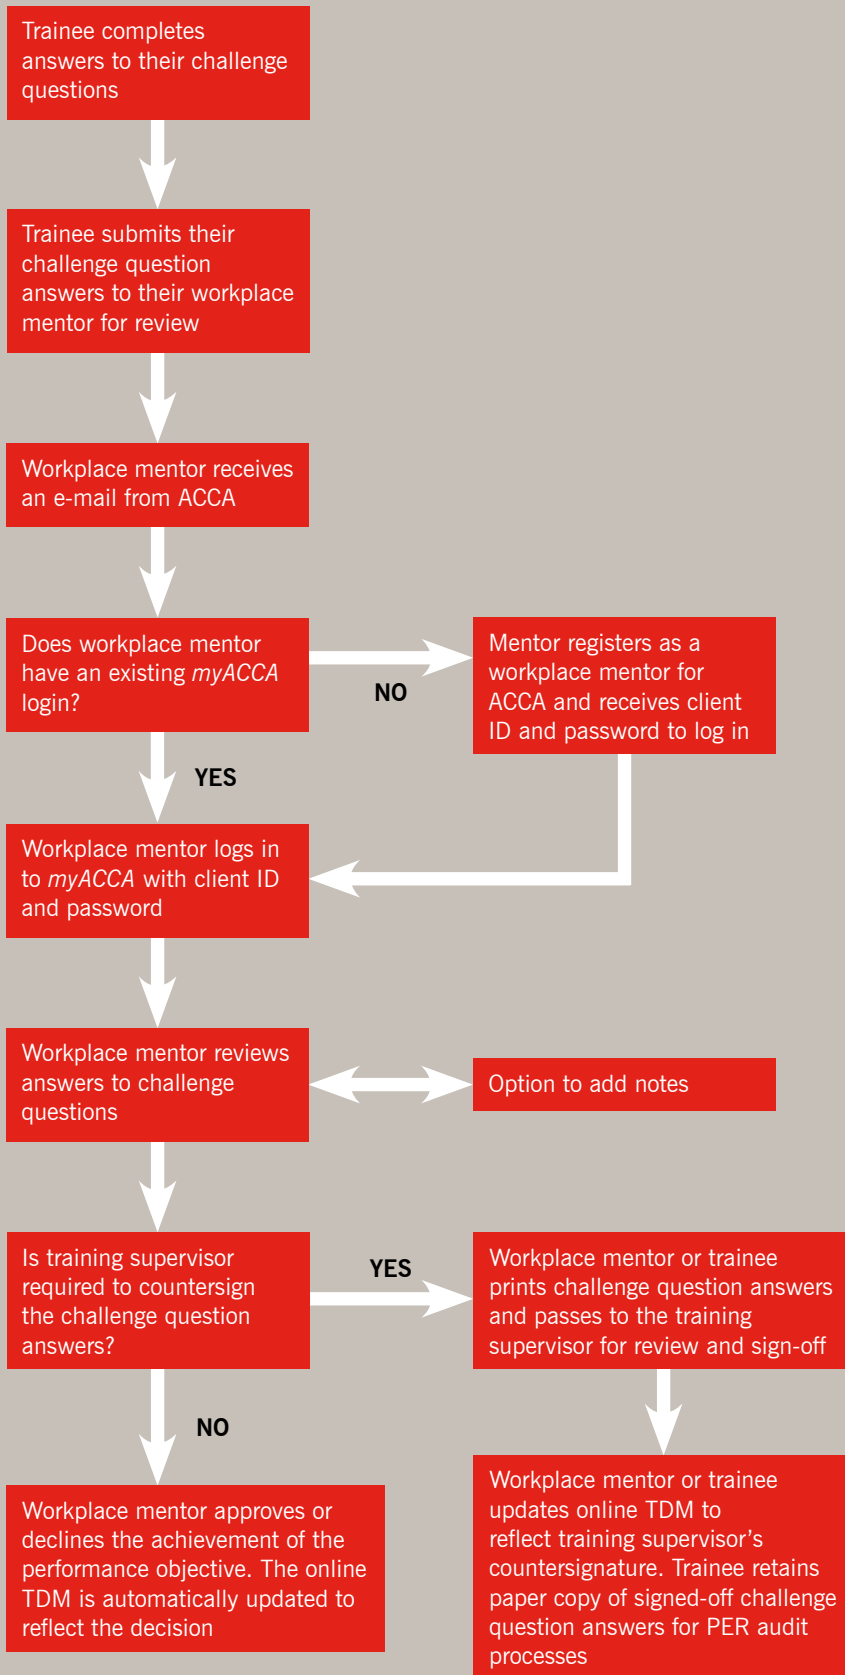 Trainee completes
answers to their challenge
questions
Trainee submits their
challenge question
answers to their workplace
mentor for review
Workplace mentor receives
an e-mail from ACCA
Does workplace mentor
have an existing myACCA
login?
NO
Mentor registers as a
workplace mentor for
ACCA and receives client
ID and password to log in
YES
Workplace mentor logs in
to myACCA with client ID
and password
Workplace mentor reviews
answers to challenge
questions
Option to add notes
Is training supervisor
required to countersign
the challenge question
answers?
YES
Workplace mentor or trainee
prints challenge question answers
and passes to the training
supervisor for review and sign-off
NO
Workplace mentor approves or
declines the achievement of the
performance objective. The online
TDM is automatically updated to
reflect the decision
Workplace mentor or trainee
updates online TDM to
reflect training supervisor’s
countersignature. Trainee retains
paper copy of signed-off challenge
question answers for PER audit
processes